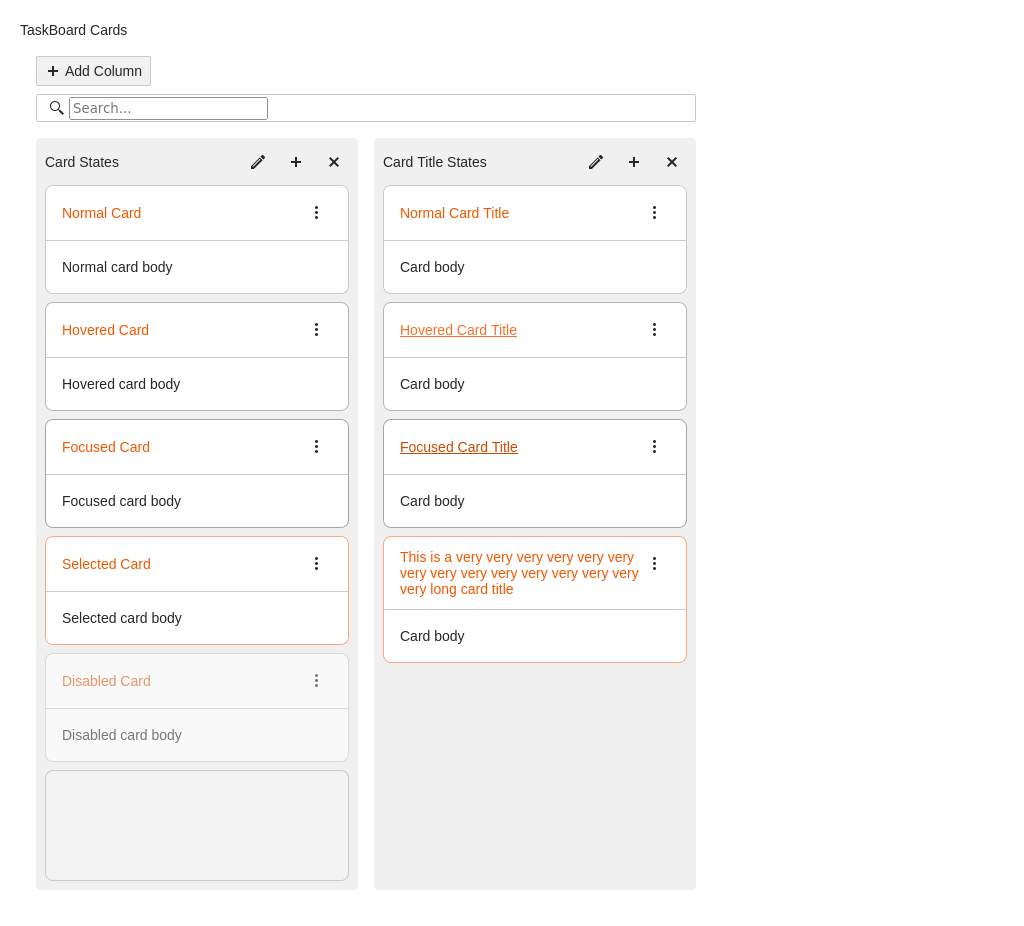 TaskBoard Cards
Add Column
Search...
Card States
Normal Card
Normal card body
Hovered Card
Hovered card body
Focused Card
Focused card body
Selected Card
Selected card body
Disabled Card
Disabled card body
Card Title States
Normal Card Title
Card body
Hovered Card Title
Card body
Focused Card Title
Card body
This is a very very very very very very
very very very very very very very very
very long card title
Card body